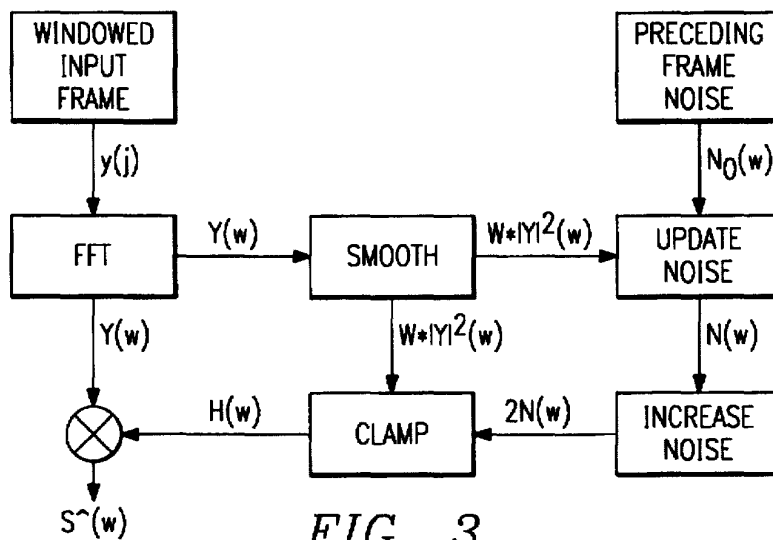 WINDOWED
INPUT
FRAME
PRECEDING
FRAME
NOISE
y(j)
N₀(w)
FFT
Y(w)
SMOOTH
W*|Y|²(w)
UPDATE
NOISE
Y(w)
W*|Y|²(w)
N(w)
H(w)
CLAMP
2N(w)
INCREASE
NOISE
S^(w)
FIG. 3